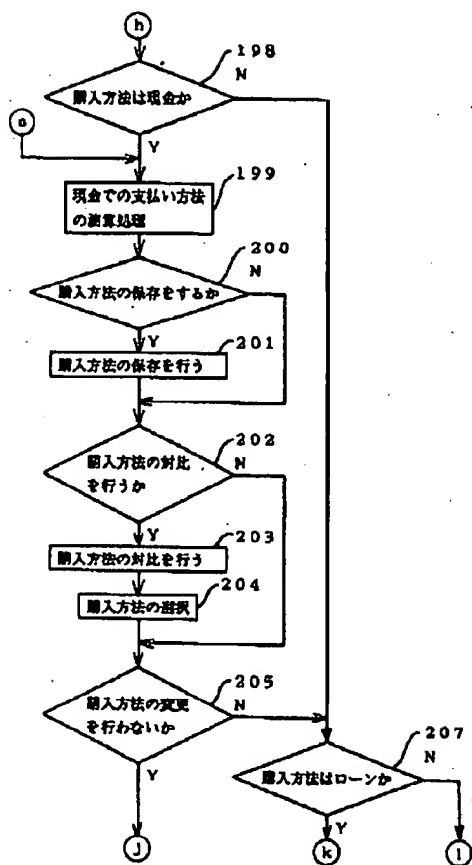 h
198
N
購入方法は現金か
n
Y
199
現金での支払い方法
の演算処理
200
N
購入方法の保存をするか
Y
201
購入方法の保存を行う
202
N
購入方法の対比
を行うか
Y
203
購入方法の対比を行う
204
購入方法の選択
205
N
購入方法の変更
を行わないか
Y
207
N
購入方法はローンか
Y
J
k
l